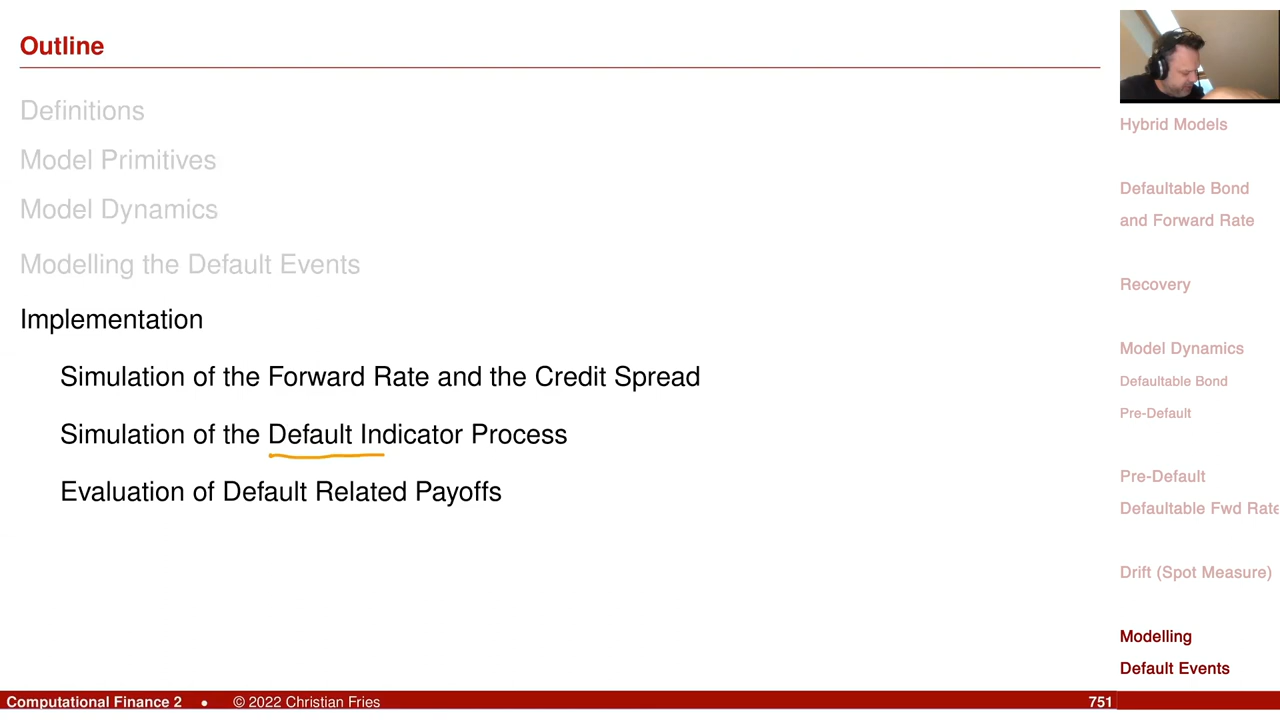 Outline
Definitions
Model Primitives
Model Dynamics
Modelling the Default Events
Implementation
Simulation of the Forward Rate and the Credit Spread
Simulation of the Default Indicator Process
Evaluation of Default Related Payoffs
Hybrid Models
Defaultable Bond
and Forward Rate
Recovery
Model Dynamics
Defaultable Bond
Pre-Default
Pre-Default
Defaultable Fwd Rate
Drift (Spot Measure)
Modelling
Default Events
Computational Finance 2 • © 2022 Christian Fries 751